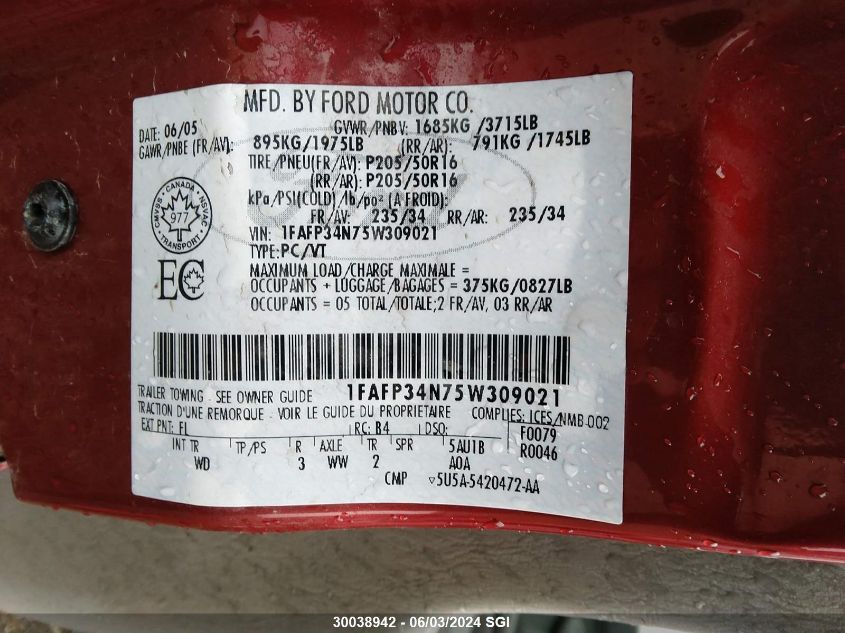 MFD. BY FORD MOTOR CO.
DATE: 06/05 GVWR/PNBV: 1685KG /3715LB
GAWR/PNBE (FR/AV): 895KG/1975LB (RR/AR): 791KG /1745LB
TIRE/PNEU(FR/AV): P205/50R16
(RR/AR): P205/50R16
kPa/PSI(COLD)/lb/po² (A FROID):
FR/AV: 235/34 RR/AR: 235/34
VIN: 1FAFP34N75W309021
TYPE: PC/VT
CANADA
CMVSS NSVAC
977
TRANSPORT
EC
MAXIMUM LOAD/CHARGE MAXIMALE =
OCCUPANTS + LUGGAGE/BAGAGES = 375KG/0827LB
OCCUPANTS = 05 TOTAL/TOTALE;2 FR/AV, 03 RR/AR
TRAILER TOWING - SEE OWNER GUIDE 1FAFP34N75W309021
TRACTION D'UNE REMORQUE - VOIR LE GUIDE DU PROPRIETAIRE COMPLIES: ICES/NMB-002
EXT PNT: FL RC: B4 DSO: F0079
R0046
INT TR TP/PS R AXLE TR SPR 5AU1B
WD 3 WW 2 A0A
CMP ▽5U5A-5420472-AA
30038942 - 06/03/2024 SGI